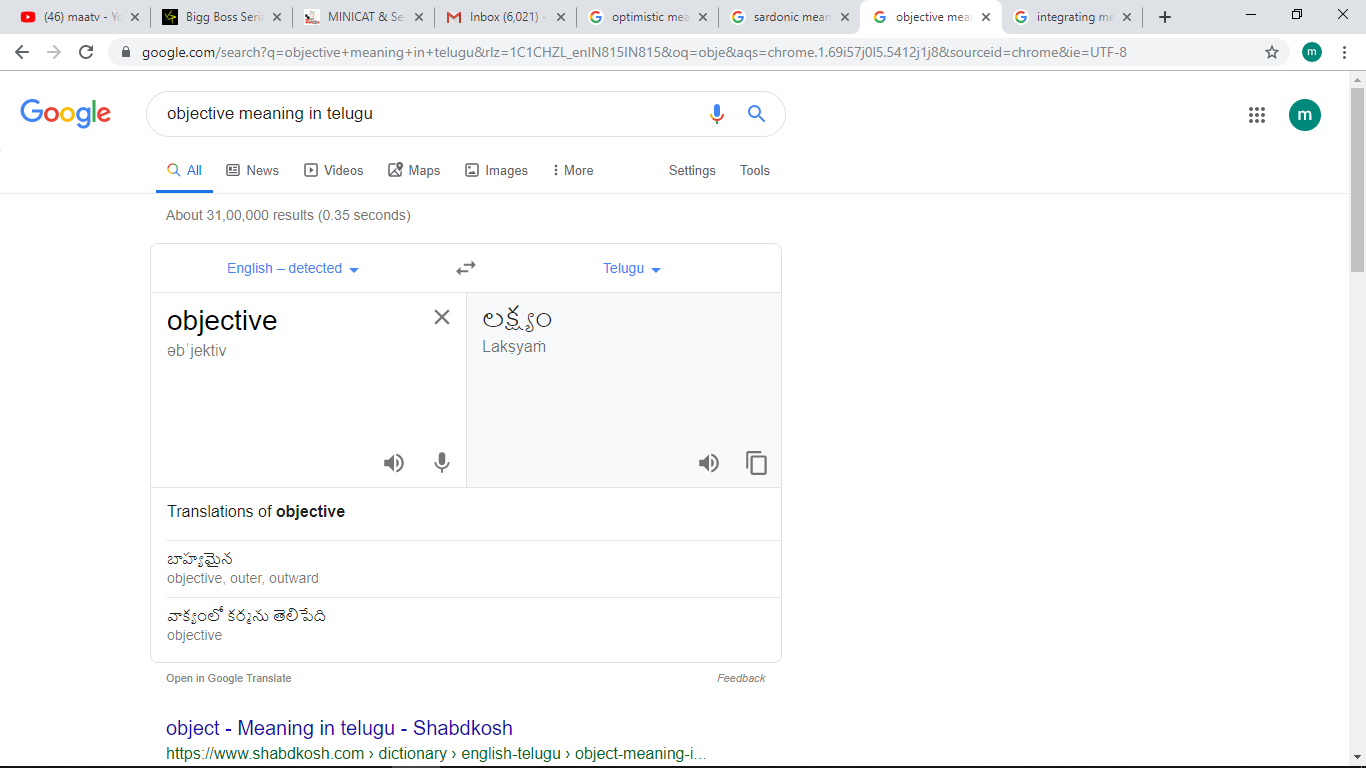 (46) maatv - Yo
Bigg Boss Seria
MINICAT & Se
Inbox (6,021) -
optimistic mea
sardonic mean
objective mean
integrating me
google.com/search?q=objective+meaning+in+telugu&rlz=1C1CHZL_enIN815IN815&oq=obje&aqs=chrome.1.69i57j0l5.5412j1j8&sourceid=chrome&ie=UTF-8
m
Google
objective meaning in telugu
m
All News Videos Maps Images More Settings Tools
About 31,00,000 results (0.35 seconds)
English – detected
Telugu
objective
əbˈjektiv
లక్ష్యం
Lakṣyaṁ
Translations of objective
బాహ్యమైన
objective, outer, outward
వాక్యంలో కర్మను తెలిపేది
objective
Open in Google Translate
Feedback
object - Meaning in telugu - Shabdkosh
https://www.shabdkosh.com › dictionary › english-telugu › object-meaning-i...